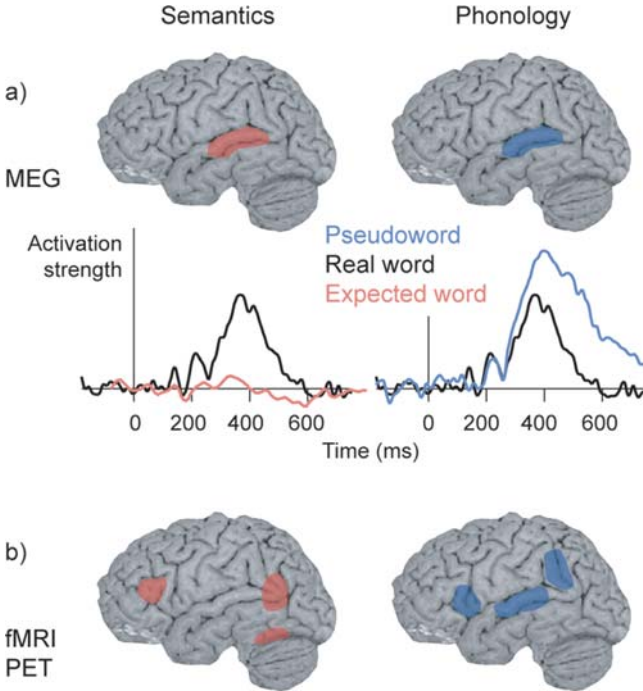 Semantics Phonology
a)
MEG
Activation
strength
Pseudoword
Real word
Expected word
0 200 400 600 0 200 400 600
Time (ms)
b)
fMRI
PET